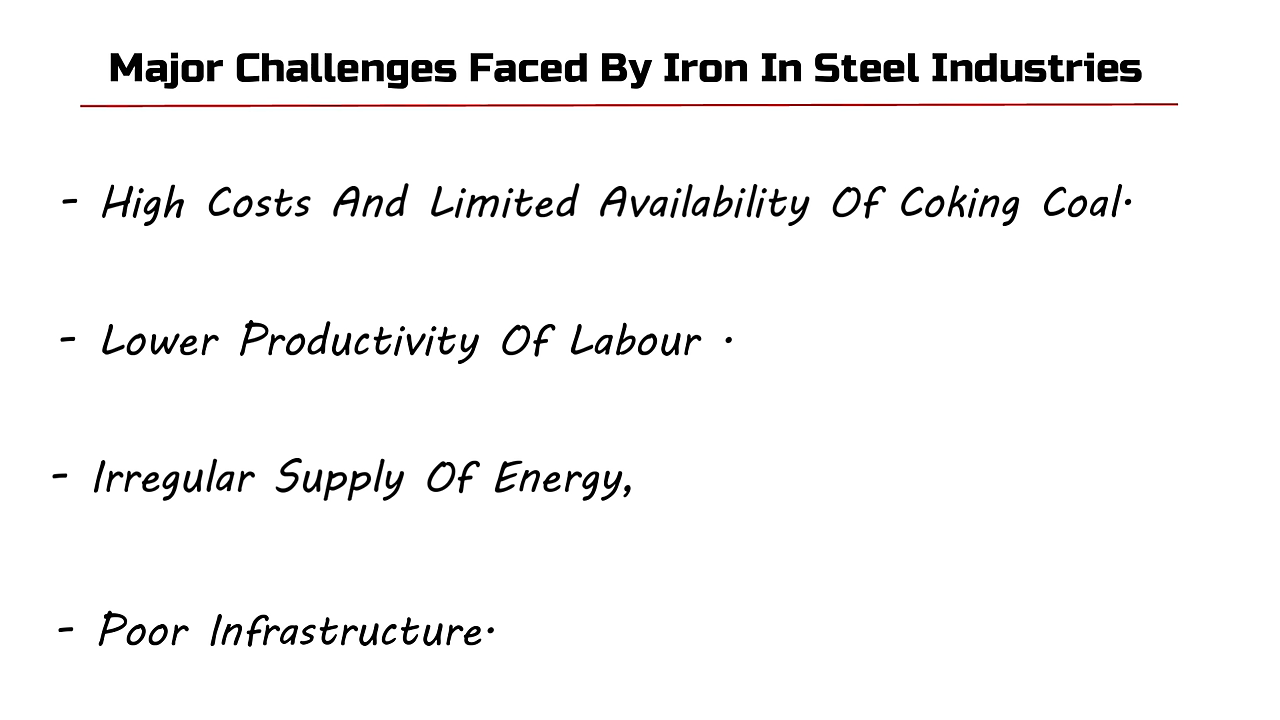 Major Challenges Faced By Iron In Steel Industries
- High Costs And Limited Availability Of Coking Coal.
- Lower Productivity Of Labour .
- Irregular Supply Of Energy,
- Poor Infrastructure.